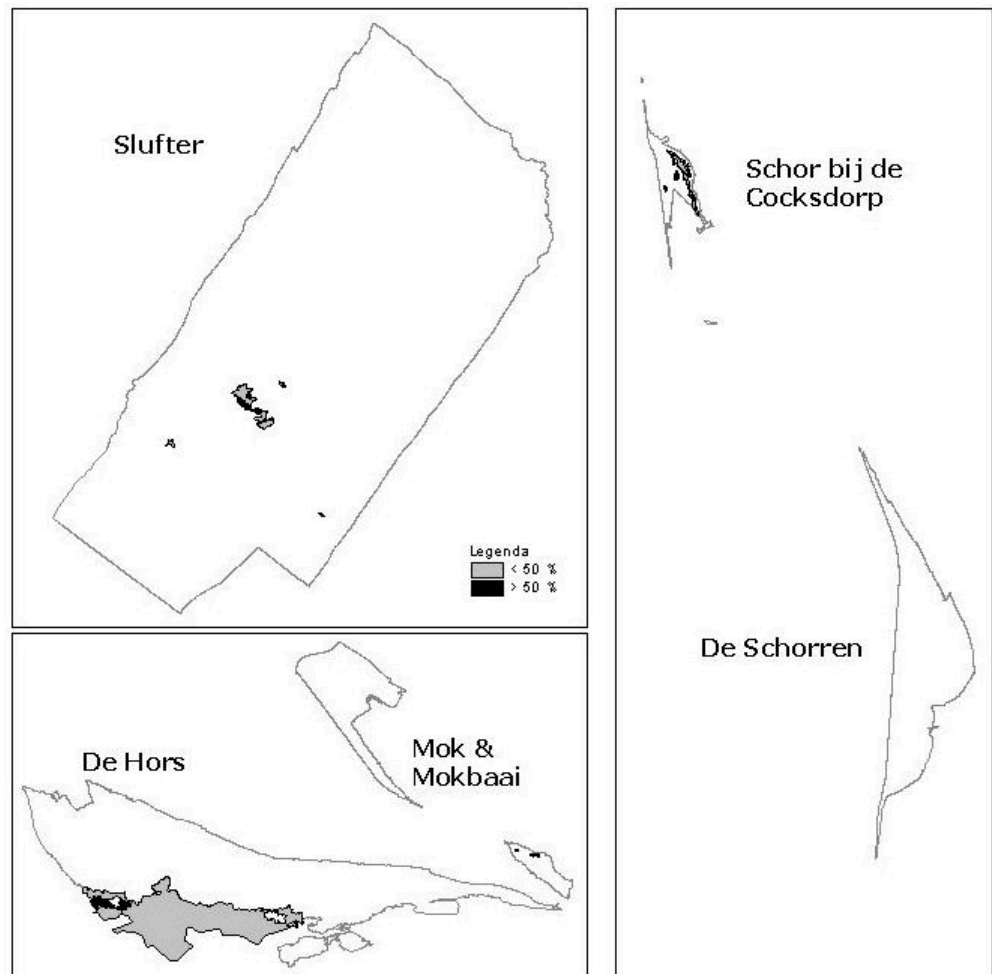 Slufter
Legenda
< 50 %
> 50 %
Schor bij de
Cocksdorp
De Schorren
De Hors
Mok &
Mokbaai